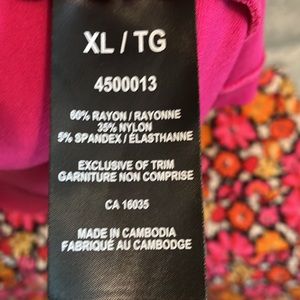 XL / TG
4500013
60% RAYON / RAYONNE
35% NYLON
5% SPANDEX / ÉLASTHANNE
EXCLUSIVE OF TRIM
GARNITURE NON COMPRISE
CA 16035
MADE IN CAMBODIA
FABRIQUÉ AU CAMBODGE